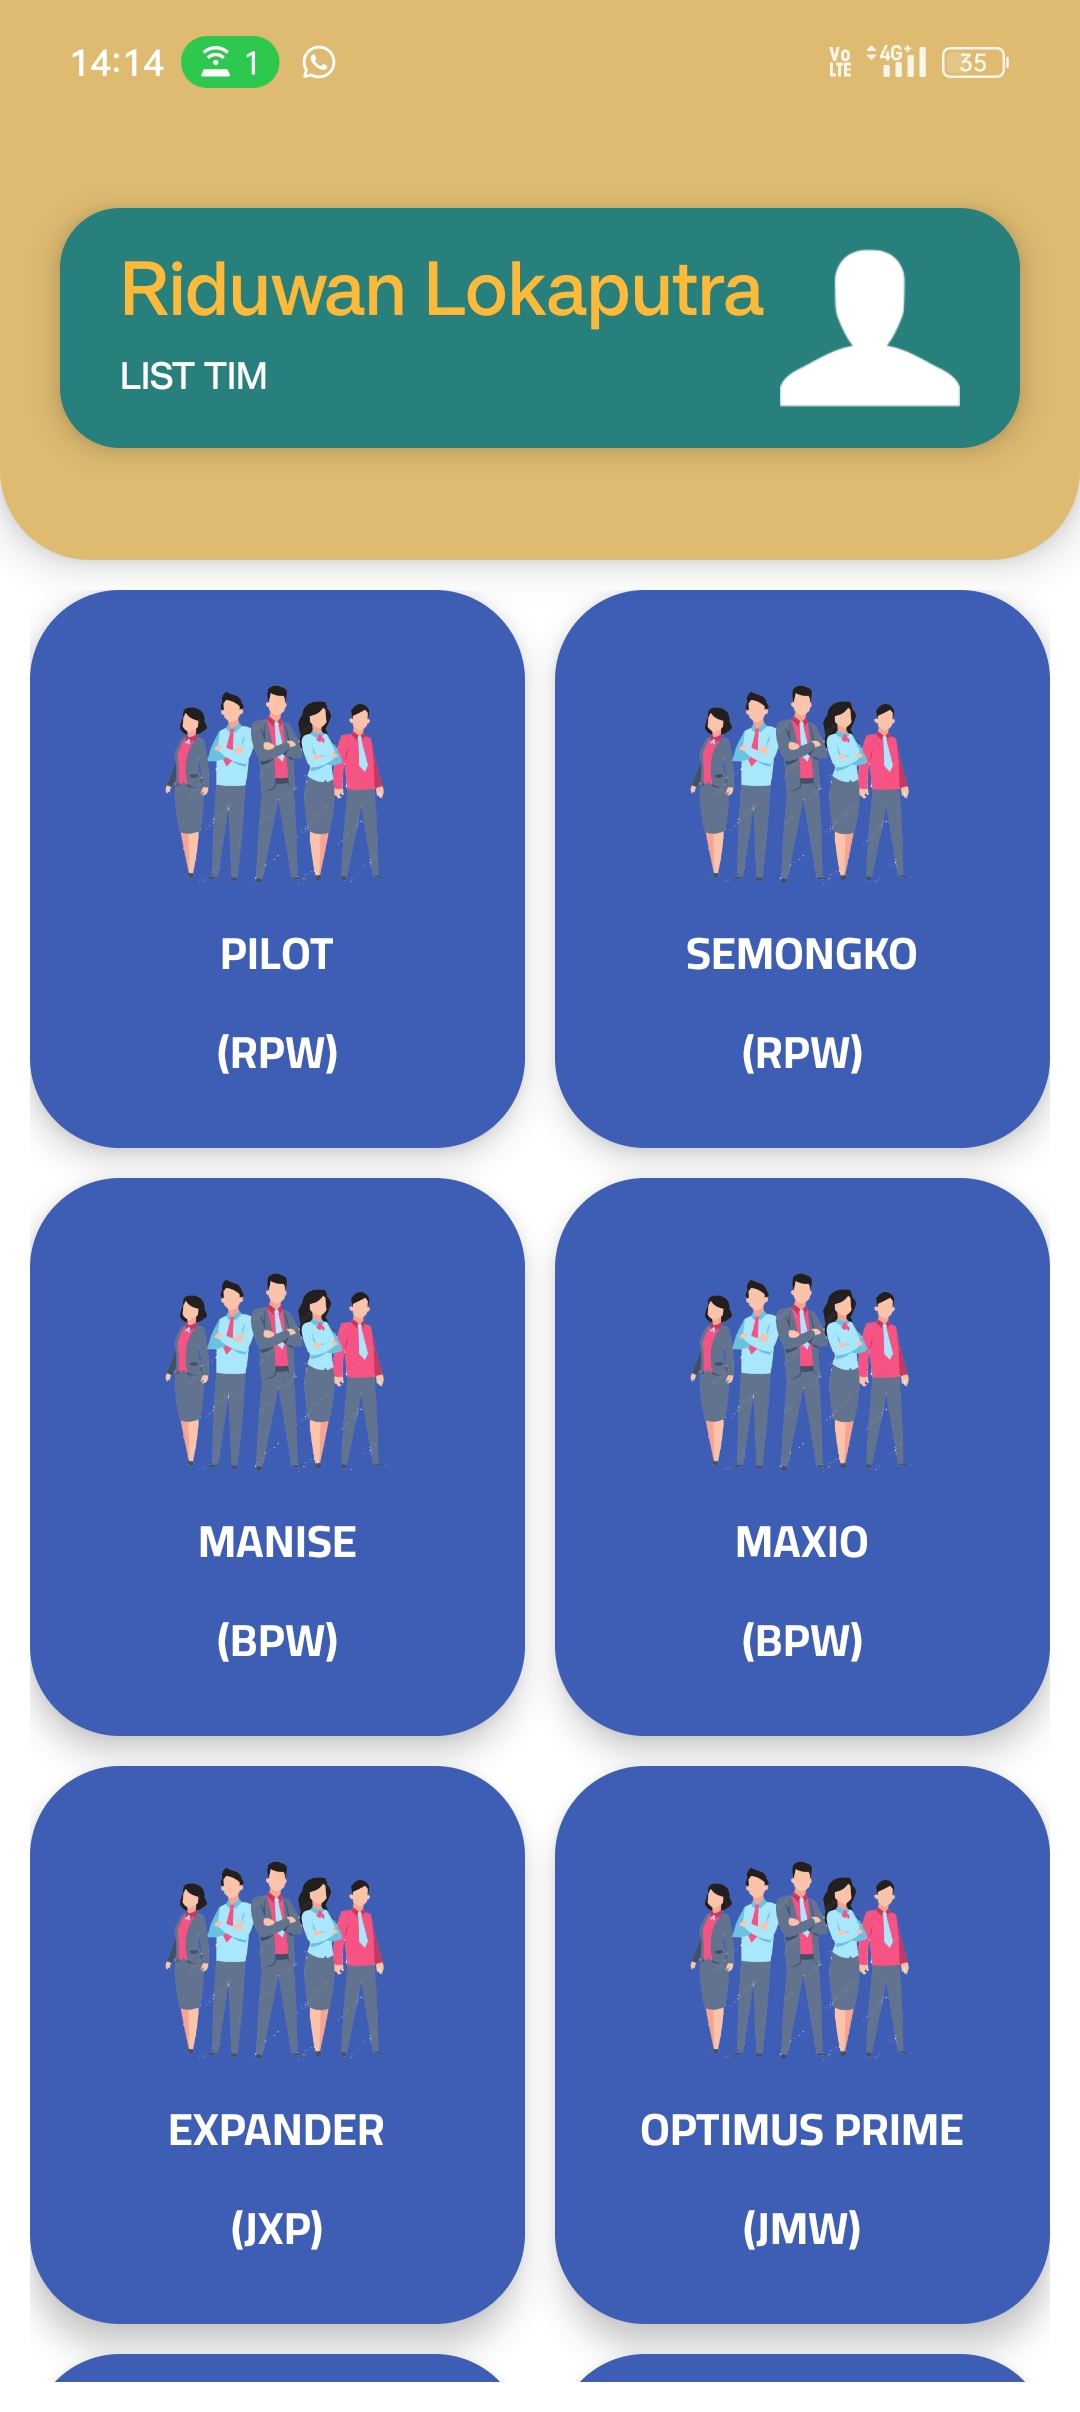 14:14 1 Vo LTE 4G+ 35
Riduwan Lokaputra
LIST TIM
PILOT
(RPW)
SEMONGKO
(RPW)
MANISE
(BPW)
MAXIO
(BPW)
EXPANDER
(JXP)
OPTIMUS PRIME
(JMW)